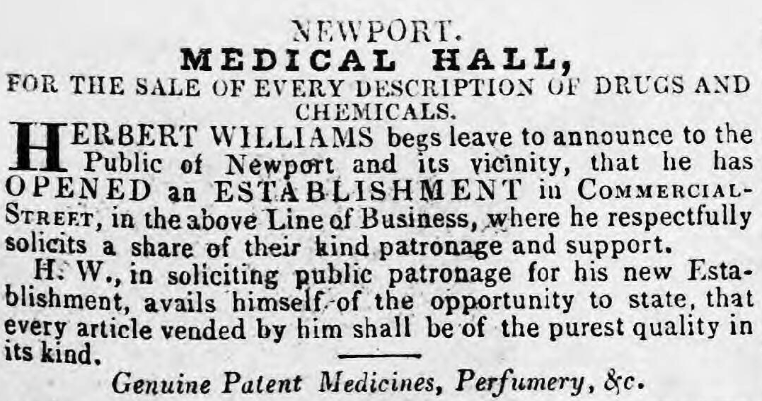 NEWPORT.
MEDICAL HALL,
FOR THE SALE OF EVERY DESCRIPTION OF DRUGS AND
CHEMICALS.
HERBERT WILLIAMS begs leave to announce to the
Public of Newport and its vicinity, that he has
OPENED an ESTABLISHMENT in COMMERCIAL-
STREET, in the above Line of Business, where he respectfully
solicits a share of their kind patronage and support.
H. W., in soliciting public patronage for his new Esta-
blishment, avails himself of the opportunity to state, that
every article vended by him shall be of the purest quality in
its kind.
Genuine Patent Medicines, Perfumery, &c.